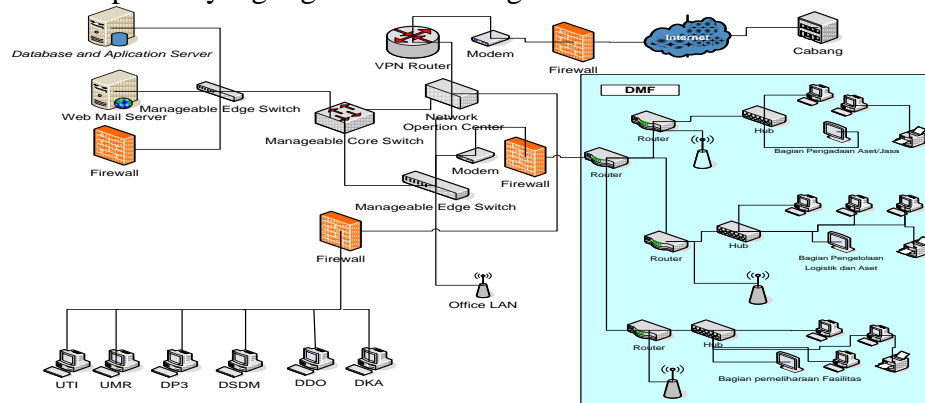 Database and Aplication Server
Web Mail Server
Firewall
Manageable Edge Switch
Manageable Core Switch
VPN Router
Modem
Firewall
Internet
Cabang
Network
Opertion Center
Modem
Firewall
Manageable Edge Switch
Firewall
Office LAN
UTI
UMR
DP3
DSDM
DDO
DKA
DMF
Router
Router
Hub
Bagian Pengadaan Aset/Jasa
Router
Hub
Bagian Pengelolaan
Logistik dan Aset
Router
Hub
Bagian pemeliharaan Fasilitas